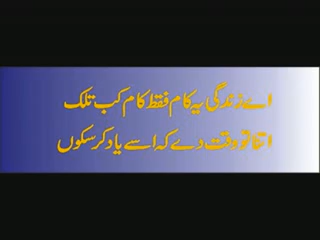 اے زندگی یہ کام فقط کام کب تلک
اتنا تو وقت دے کہ اسے یاد کر سکوں